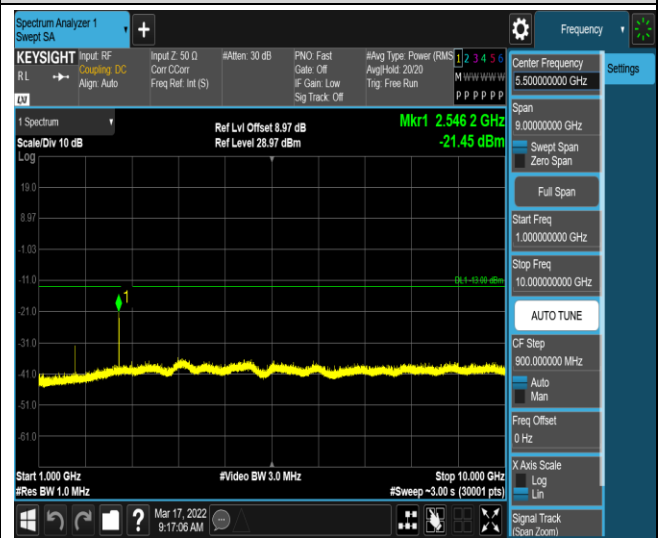 Spectrum Analyzer 1
Swept SA
+
Frequency
KEYSIGHT
RL
LXI
Input: RF
Coupling: DC
Align: Auto
Input Z: 50 Ω
Corr CCorr
Freq Ref: Int (S)
#Atten: 30 dB
PNO: Fast
Gate: Off
IF Gain: Low
Sig Track: Off
#Avg Type: Power (RMS
Avg|Hold: 20/20
Trig: Free Run
1 2 3 4 5 6
M W W W W W
P P P P P P
1 Spectrum
Scale/Div 10 dB
Log
Ref Lvl Offset 8.97 dB
Ref Level 28.97 dBm
Mkr1 2.546 2 GHz
-21.45 dBm
19.0
8.97
-1.03
-11.0
-21.0
-31.0
-41.0
-51.0
-61.0
DL1 -13.00 dBm
1
Start 1.000 GHz
#Res BW 1.0 MHz
#Video BW 3.0 MHz
Stop 10.000 GHz
#Sweep ~3.00 s (30001 pts)
Center Frequency
5.500000000 GHz
Settings
Span
9.00000000 GHz
Swept Span
Zero Span
Full Span
Start Freq
1.000000000 GHz
Stop Freq
10.000000000 GHz
AUTO TUNE
CF Step
900.000000 MHz
Auto
Man
Freq Offset
0 Hz
X Axis Scale
Log
Lin
Signal Track
(Span Zoom)
?
Mar 17, 2022
9:17:06 AM